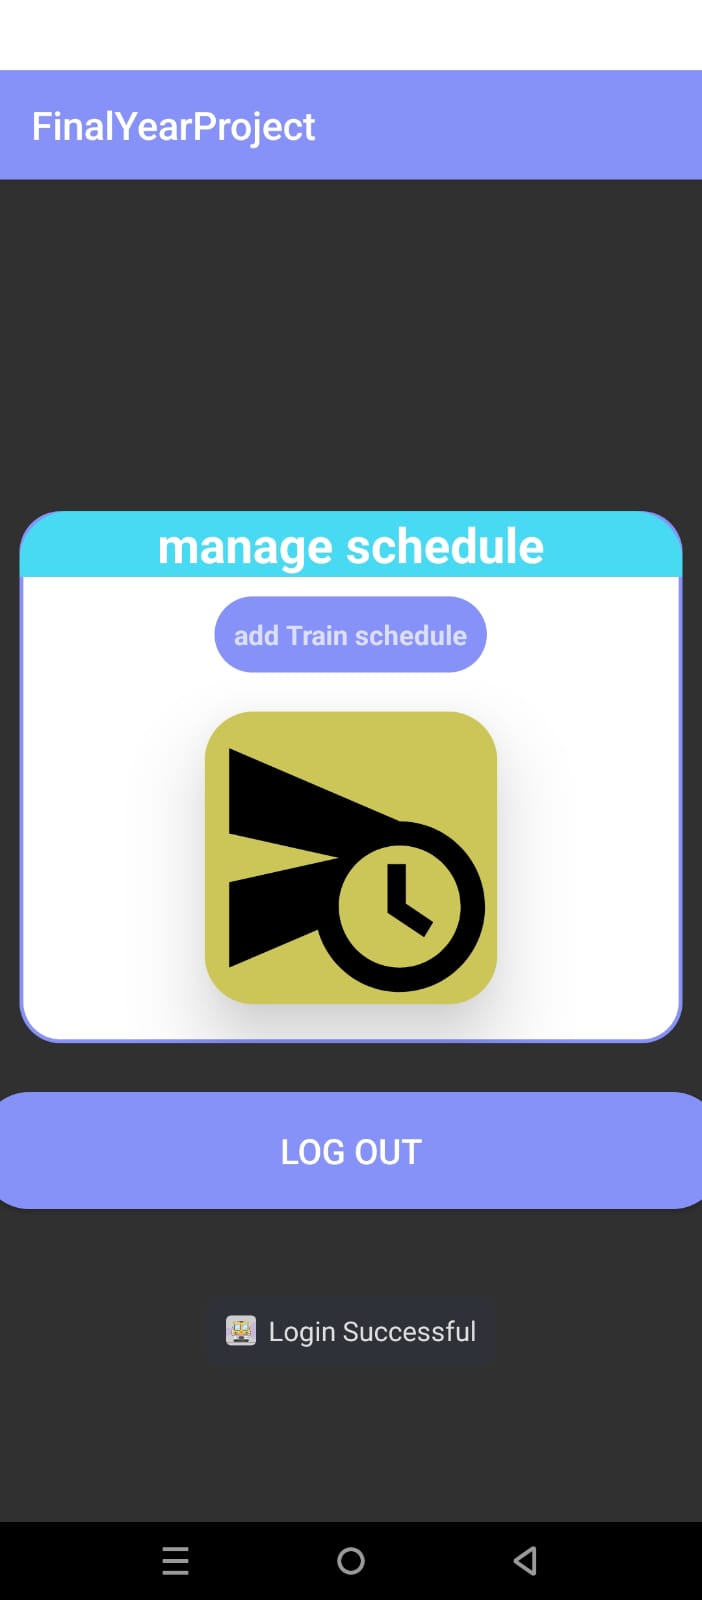 FinalYearProject
manage schedule
add Train schedule
LOG OUT
Login Successful